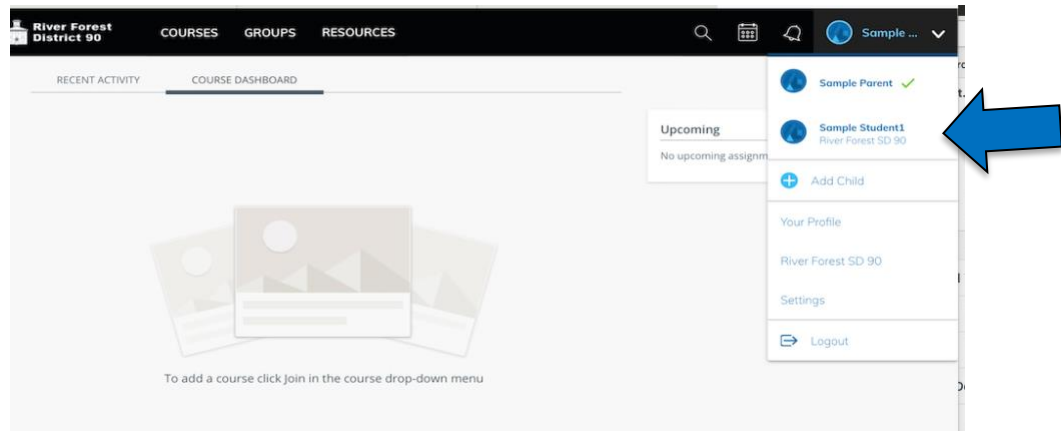 River Forest
District 90
COURSES GROUPS RESOURCES
Sample ...
RECENT ACTIVITY COURSE DASHBOARD
Sample Parent
Sample Student1
River Forest SD 90
Upcoming
No upcoming assignm
Add Child
Your Profile
River Forest SD 90
Settings
Logout
To add a course click Join in the course drop-down menu